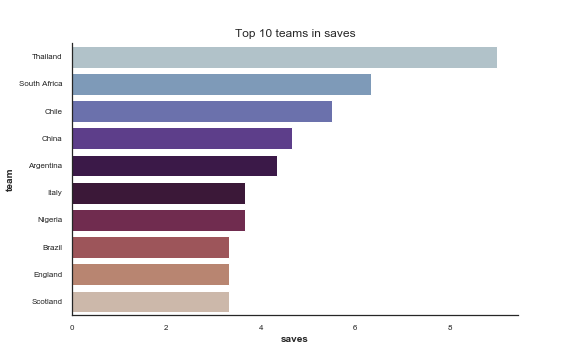 Top 10 teams in saves
Thailand
South Africa
Chile
China
Argentina
Italy
Nigeria
Brazil
England
Scotland
team
0 2 4 6 8
saves